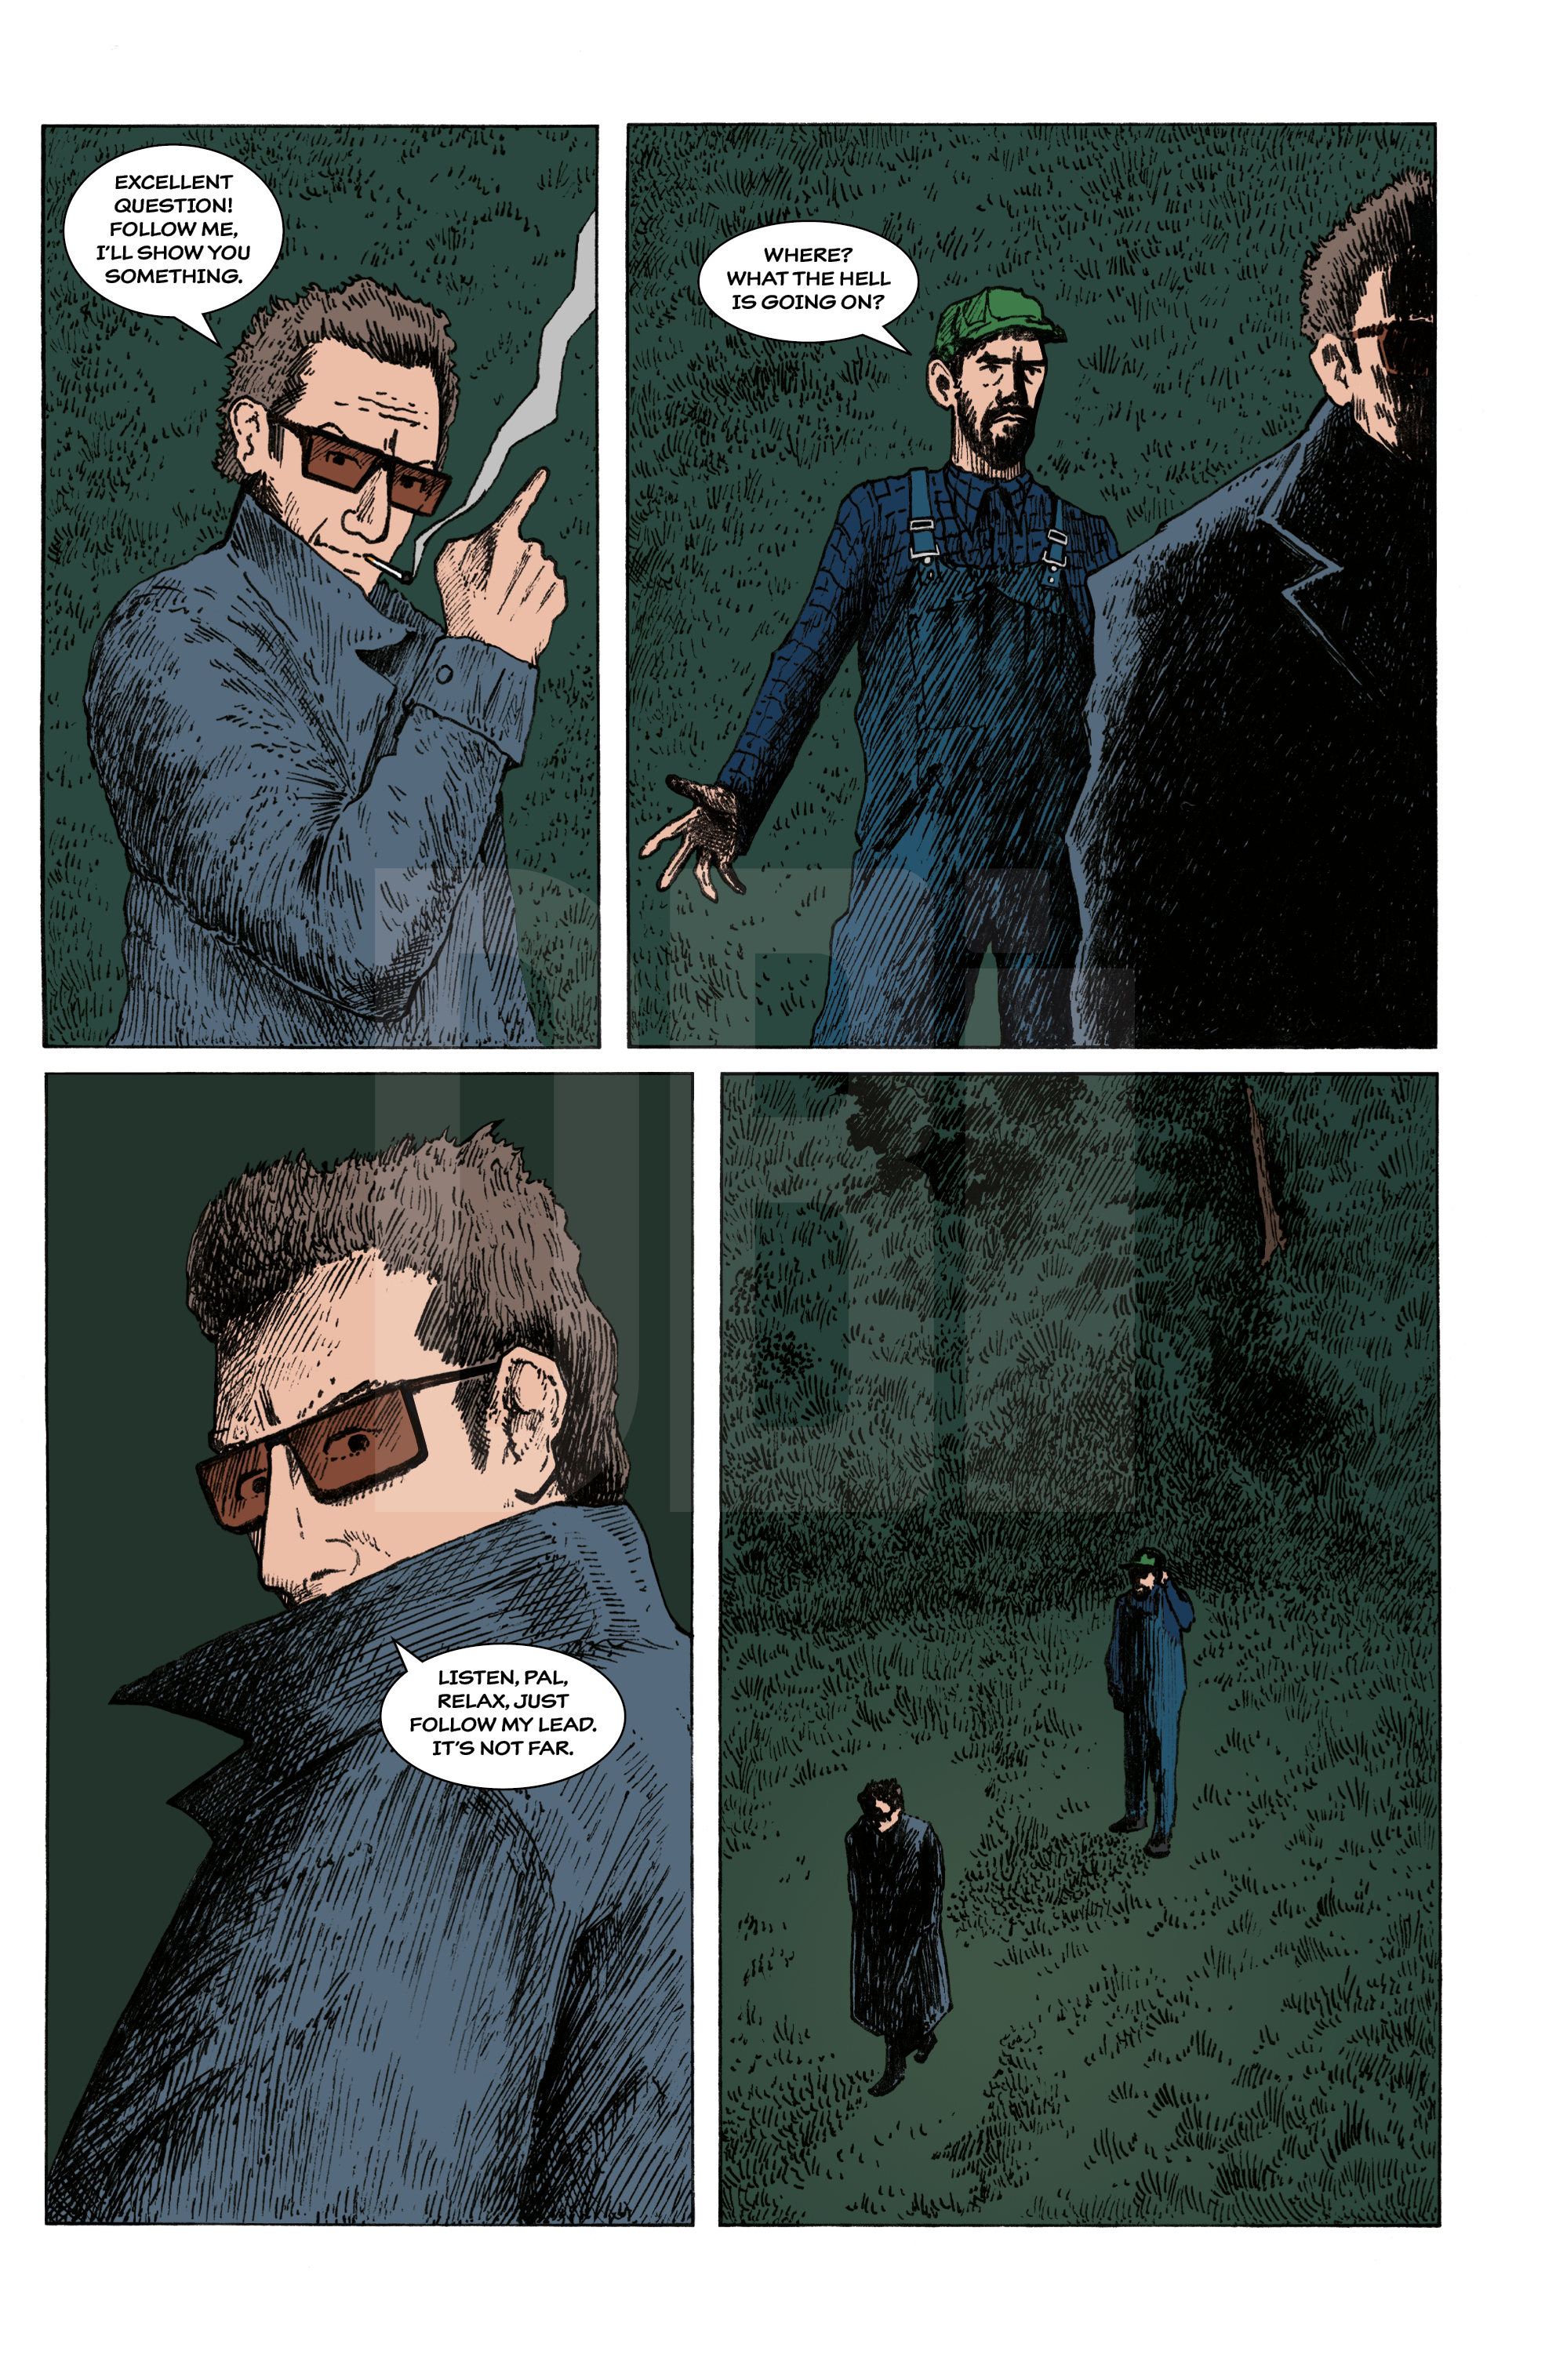 EXCELLENT
QUESTION!
FOLLOW ME,
I'LL SHOW YOU
SOMETHING.
WHERE?
WHAT THE HELL
IS GOING ON?
LISTEN, PAL,
RELAX, JUST
FOLLOW MY LEAD.
IT'S NOT FAR.